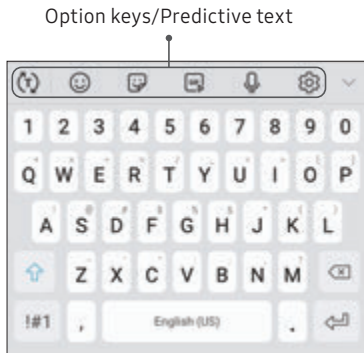 Option keys/Predictive text
1 2 3 4 5 6 7 8 9 0
Q W E R T Y U I O P
A S D F G H J K L
Z X C V B N M
!#1 , English (US) .